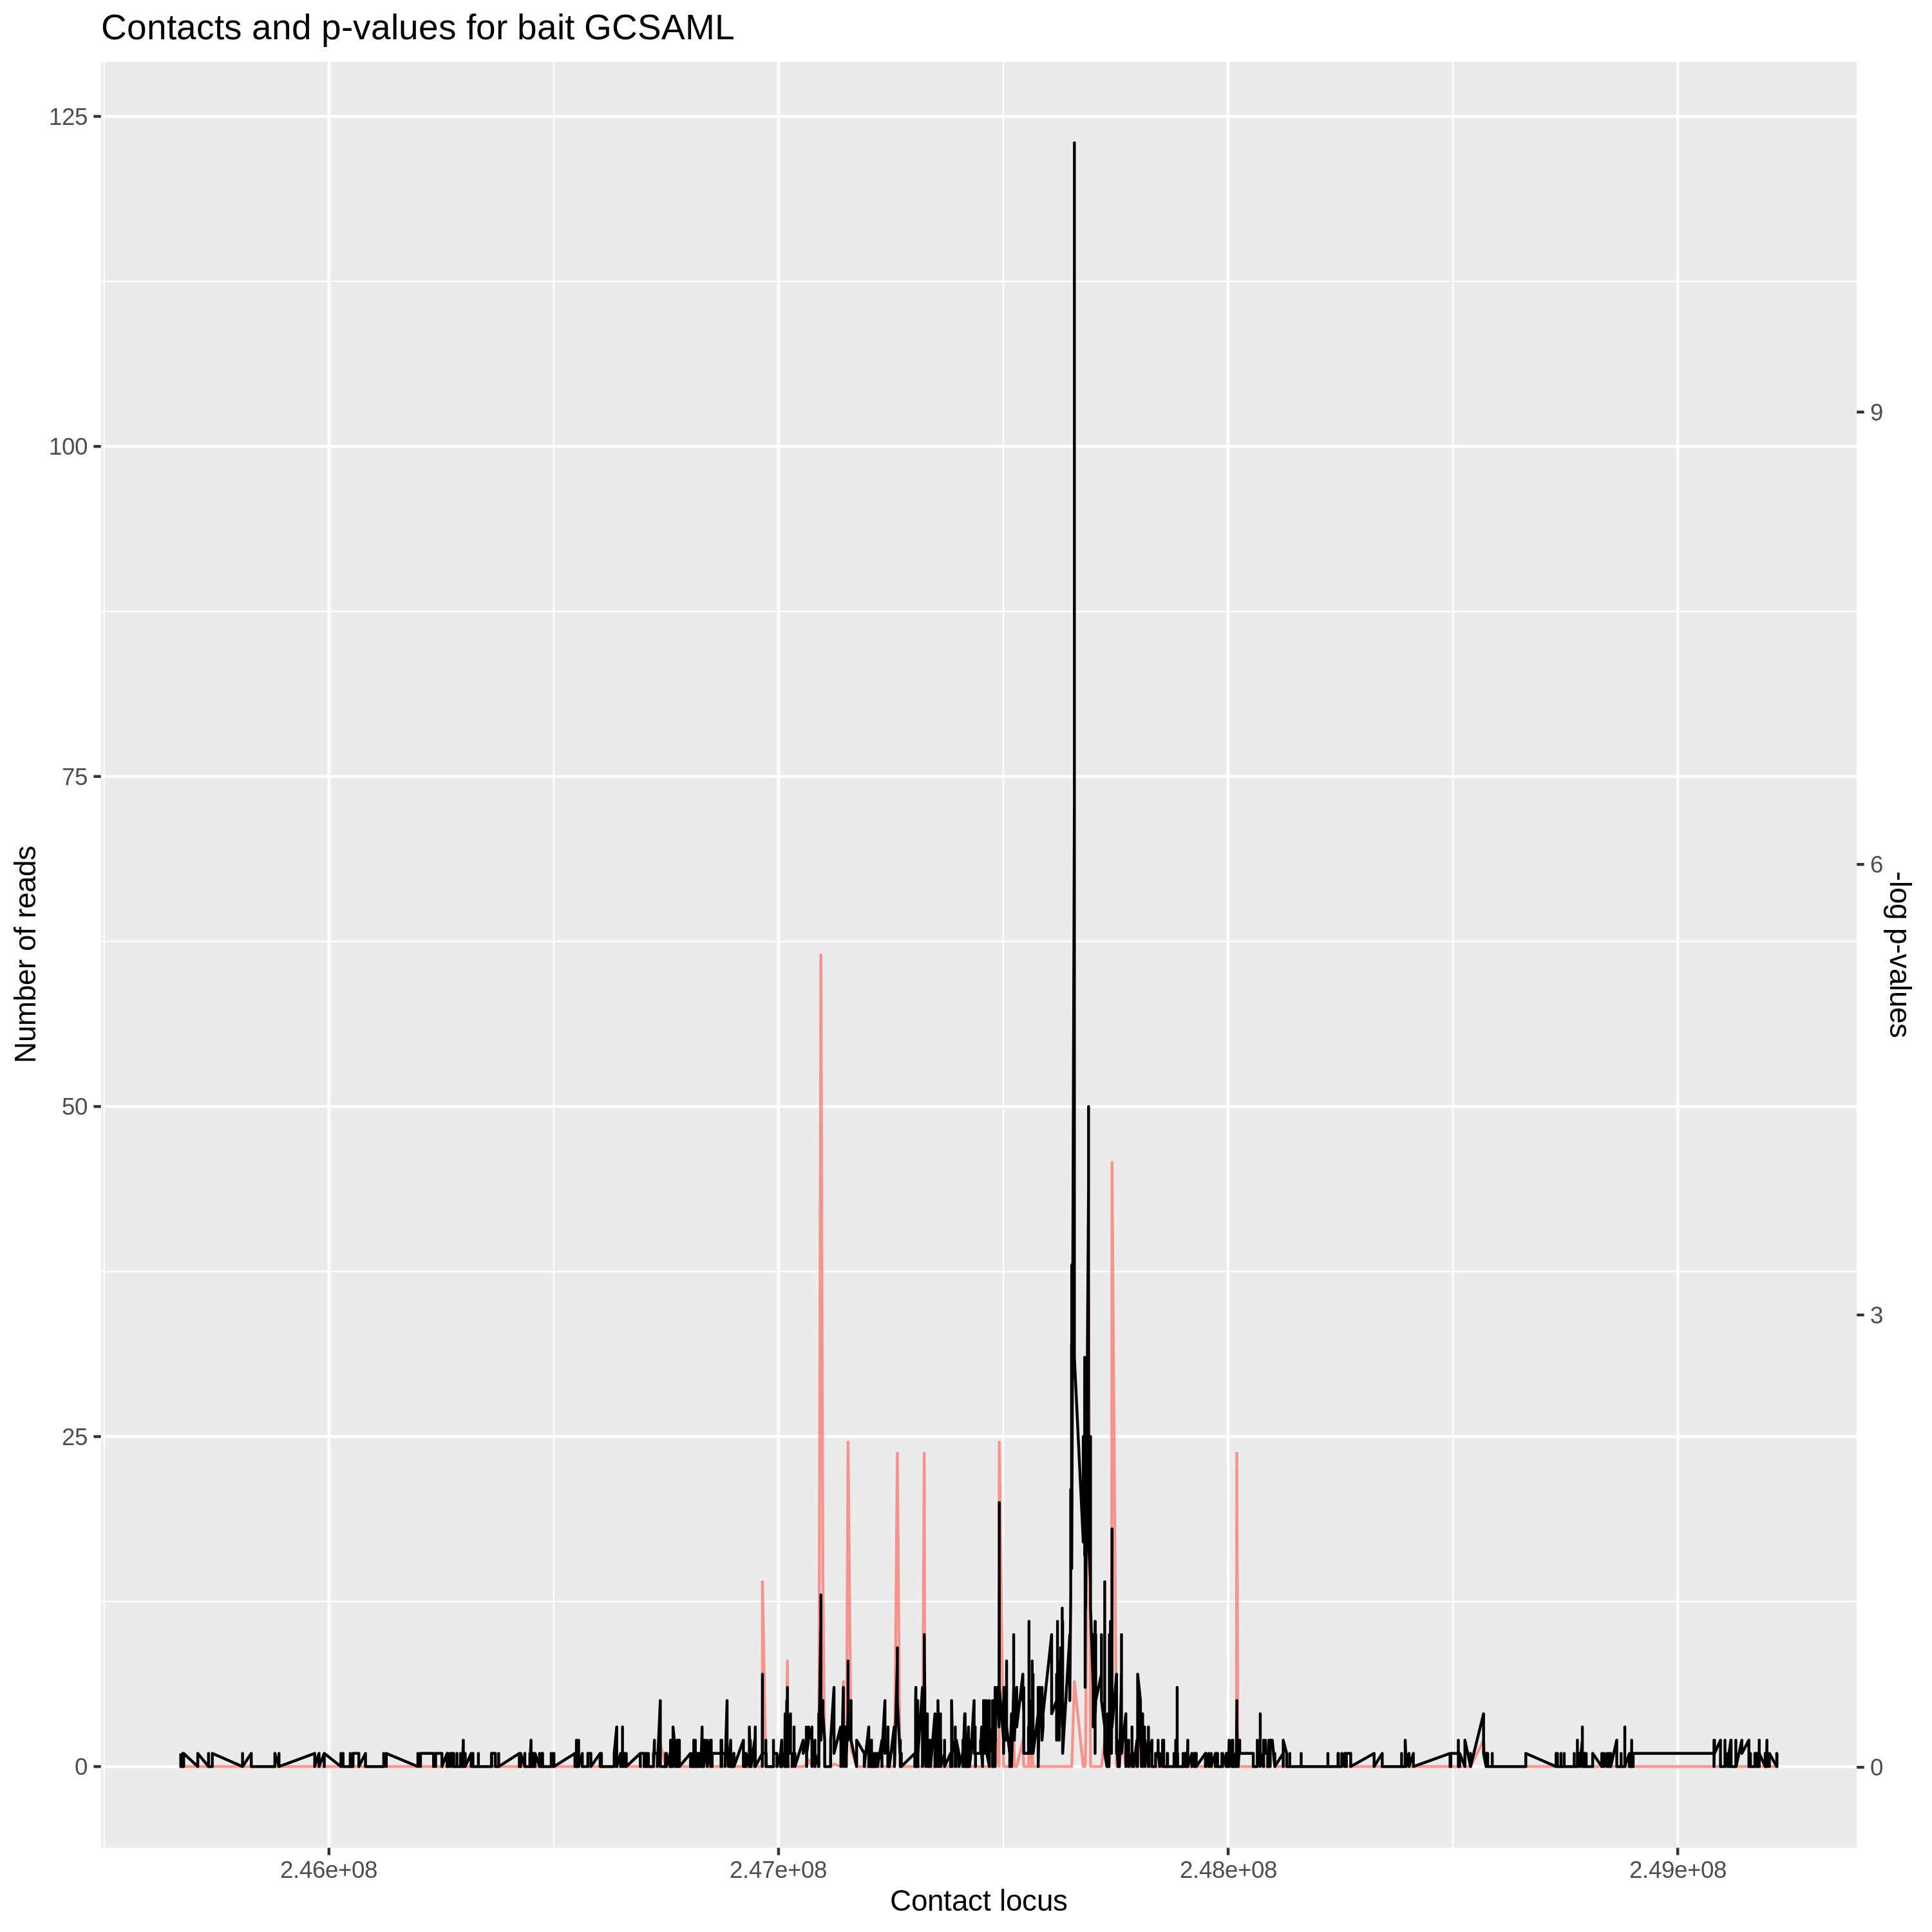 Contacts and p-values for bait GCSAML
125
100
75
50
25
0
Number of reads
9
6
3
0
-log p-values
2.46e+08
2.47e+08
2.48e+08
2.49e+08
Contact locus